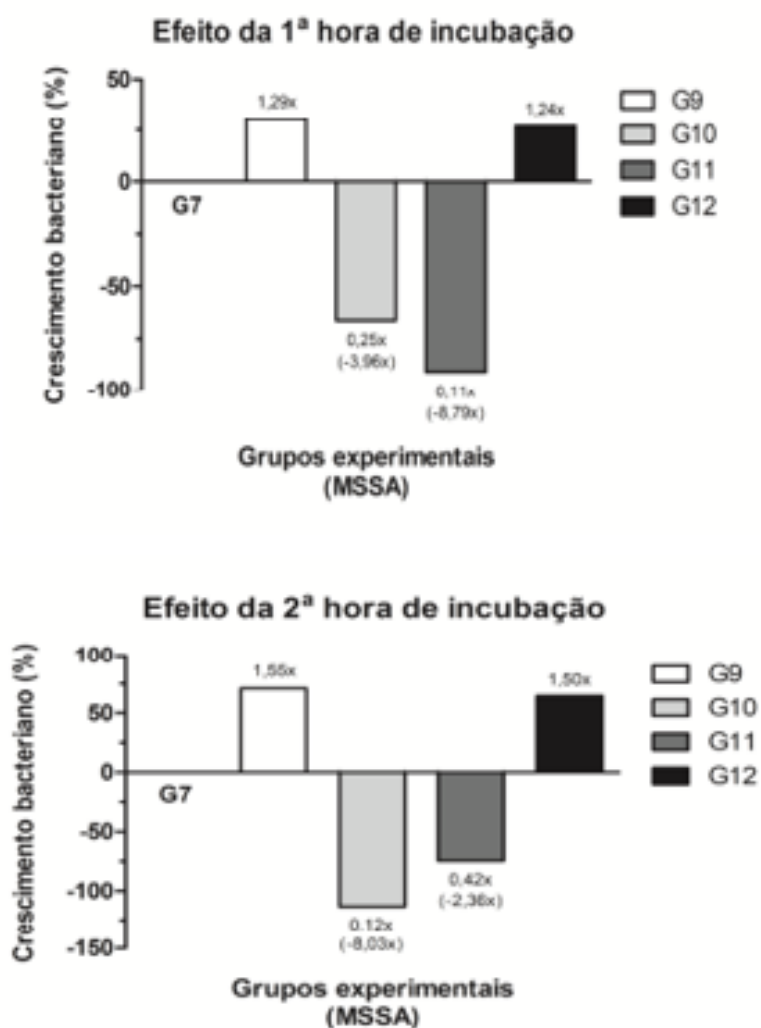 Efeito da 1ª hora de incubação
Crescimento bacteriano (%)
50
0
-50
-100
1,29x
G7
0,25x
(-3,96x)
0,11x
(-8,79x)
1,24x
G9
G10
G11
G12
Grupos experimentais
(MSSA)
Efeito da 2ª hora de incubação
Crescimento bacteriano (%)
100
50
0
-50
-100
-150
1,55x
G7
0.12x
(-8,03x)
0,42x
(-2,36x)
1,50x
G9
G10
G11
G12
Grupos experimentais
(MSSA)